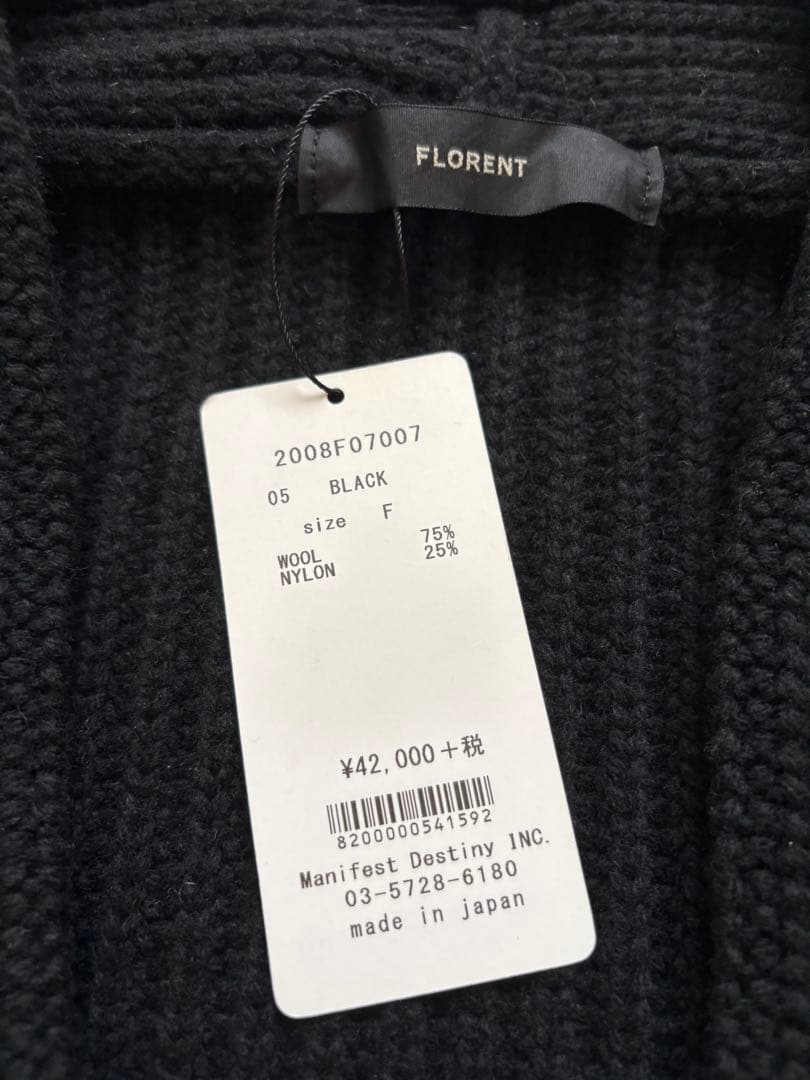 FLORENT
2008F07007
05 BLACK
size F
WOOL 75%
NYLON 25%
¥42,000+税
8200000541592
Manifest Destiny INC.
03-5728-6180
made in japan